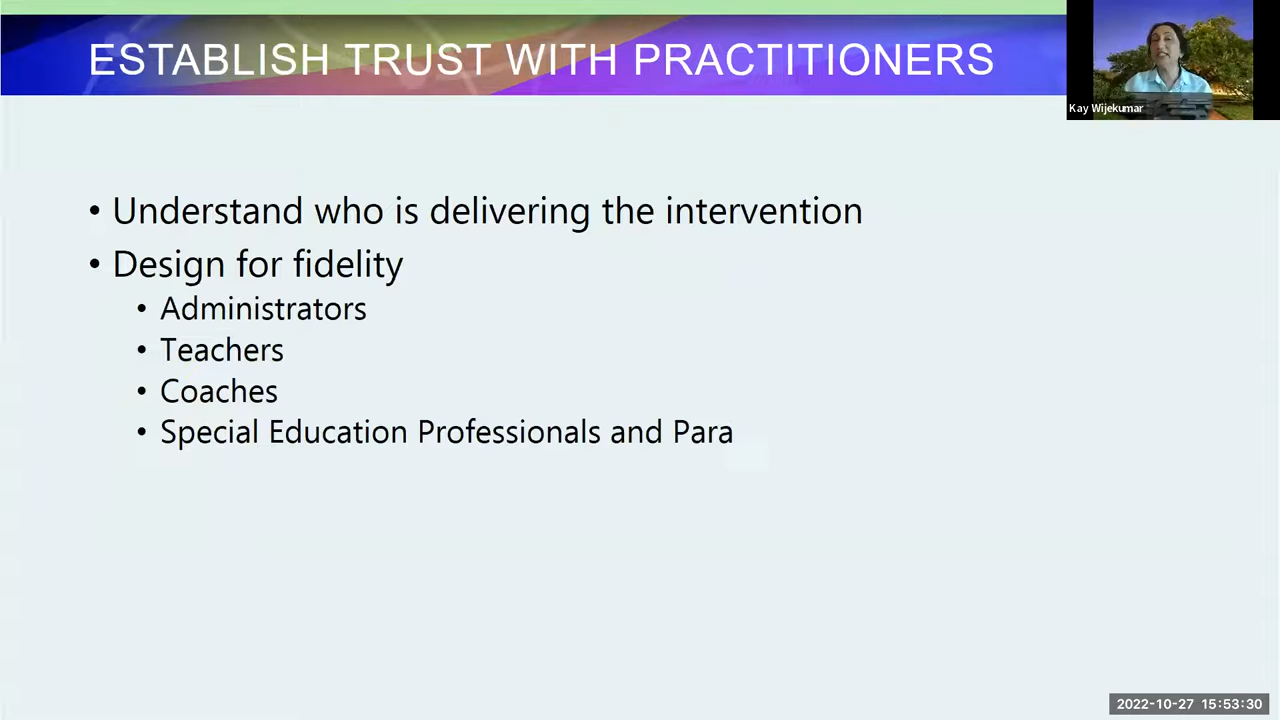 ESTABLISH TRUST WITH PRACTITIONERS
Kay Wijekumar
• Understand who is delivering the intervention
• Design for fidelity
• Administrators
• Teachers
• Coaches
• Special Education Professionals and Para
2022-10-27 15:53:30